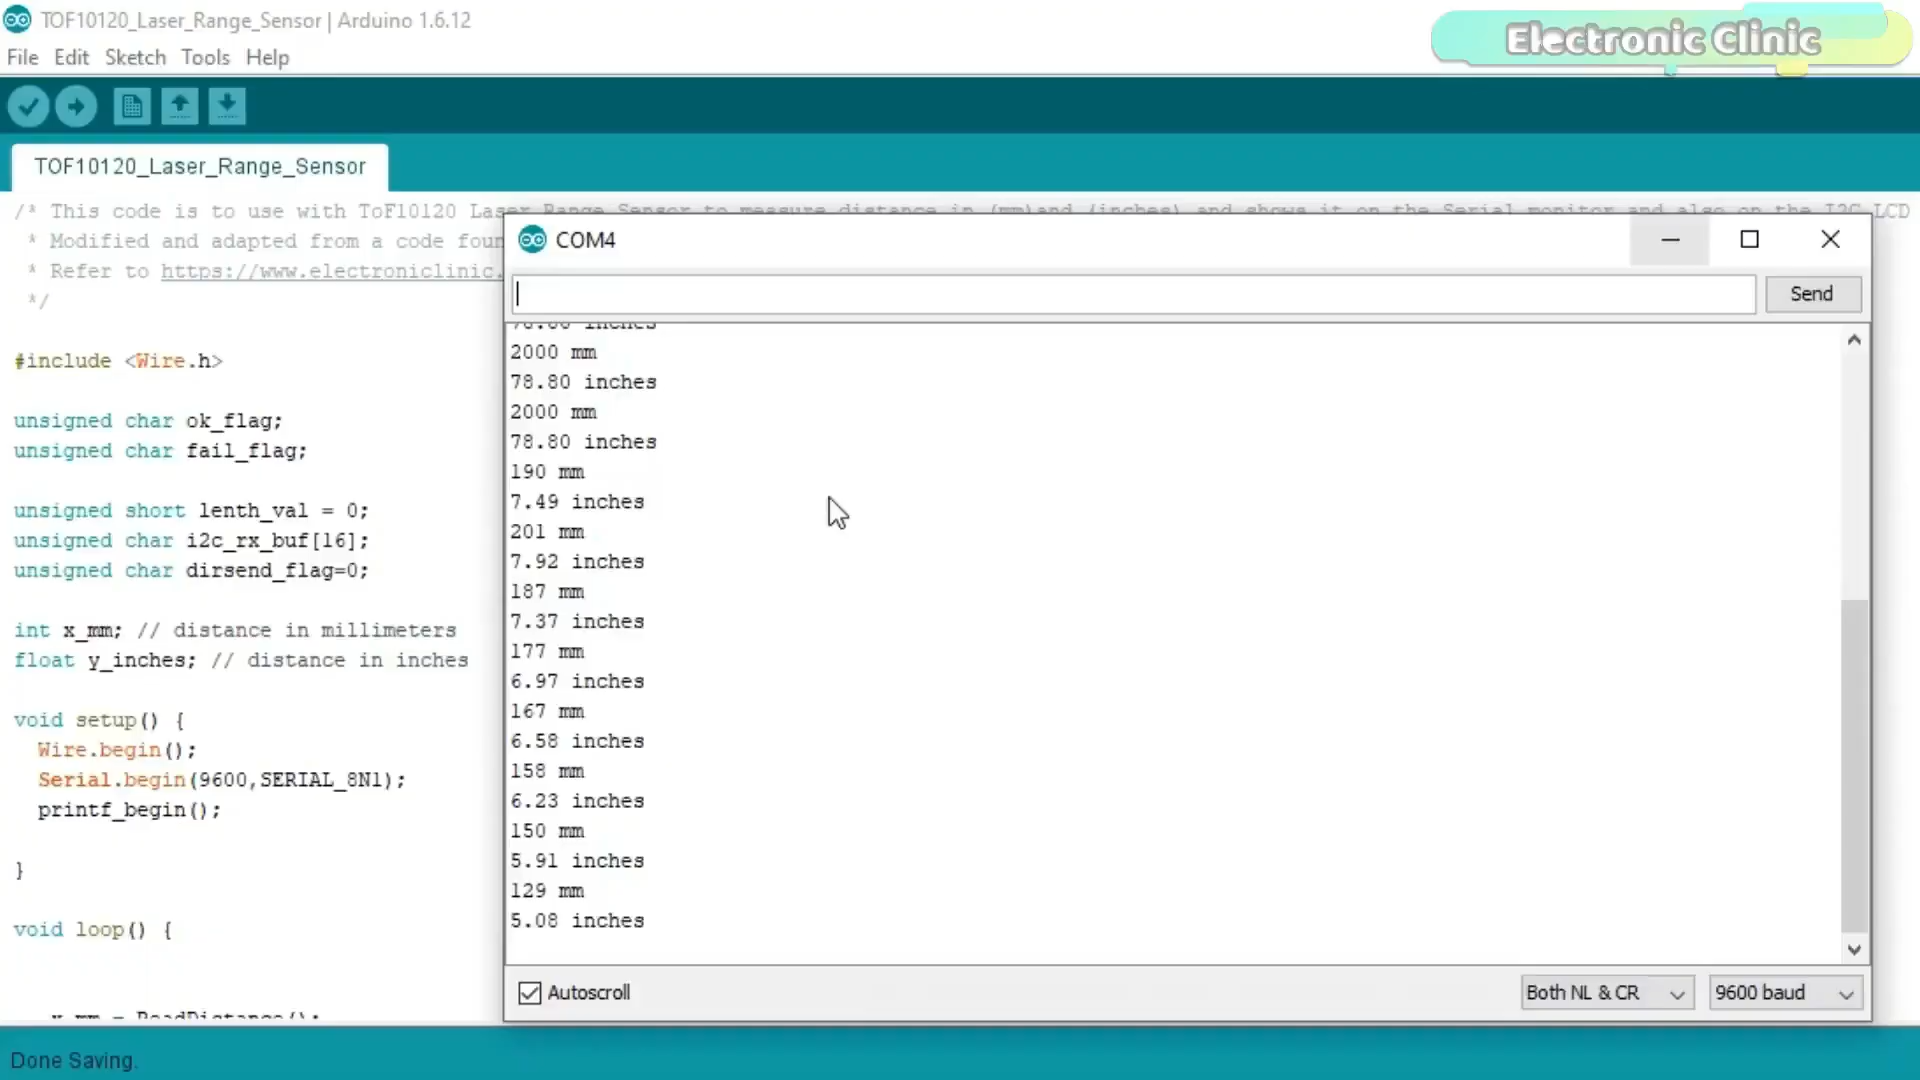 TOF10120_Laser_Range_Sensor | Arduino 1.6.12
Electronic Clinic
File Edit Sketch Tools Help
TOF10120_Laser_Range_Sensor
/* This code is to use with ToF10120 Laser Range Sensor to measure distance in (mm)and (inches) and shows it on the Serial monitor and also on the I2C LCD
* Modified and adapted from a code
* Refer to https://www.electroniclinic.
*/
#include <Wire.h>
unsigned char ok_flag;
unsigned char fail_flag;
unsigned short lenth_val = 0;
unsigned char i2c_rx_buf[16];
unsigned char dirsend_flag=0;
int x_mm; // distance in millimeters
float y_inches; // distance in inches
void setup() {
Wire.begin();
Serial.begin(9600,SERIAL_8N1);
printf_begin();
}
void loop() {
x_mm = ReadDistance();
Done Saving.
COM4
Send
inches
2000 mm
78.80 inches
2000 mm
78.80 inches
190 mm
7.49 inches
201 mm
7.92 inches
187 mm
7.37 inches
177 mm
6.97 inches
167 mm
6.58 inches
158 mm
6.23 inches
150 mm
5.91 inches
129 mm
5.08 inches
Autoscroll
Both NL & CR
9600 baud